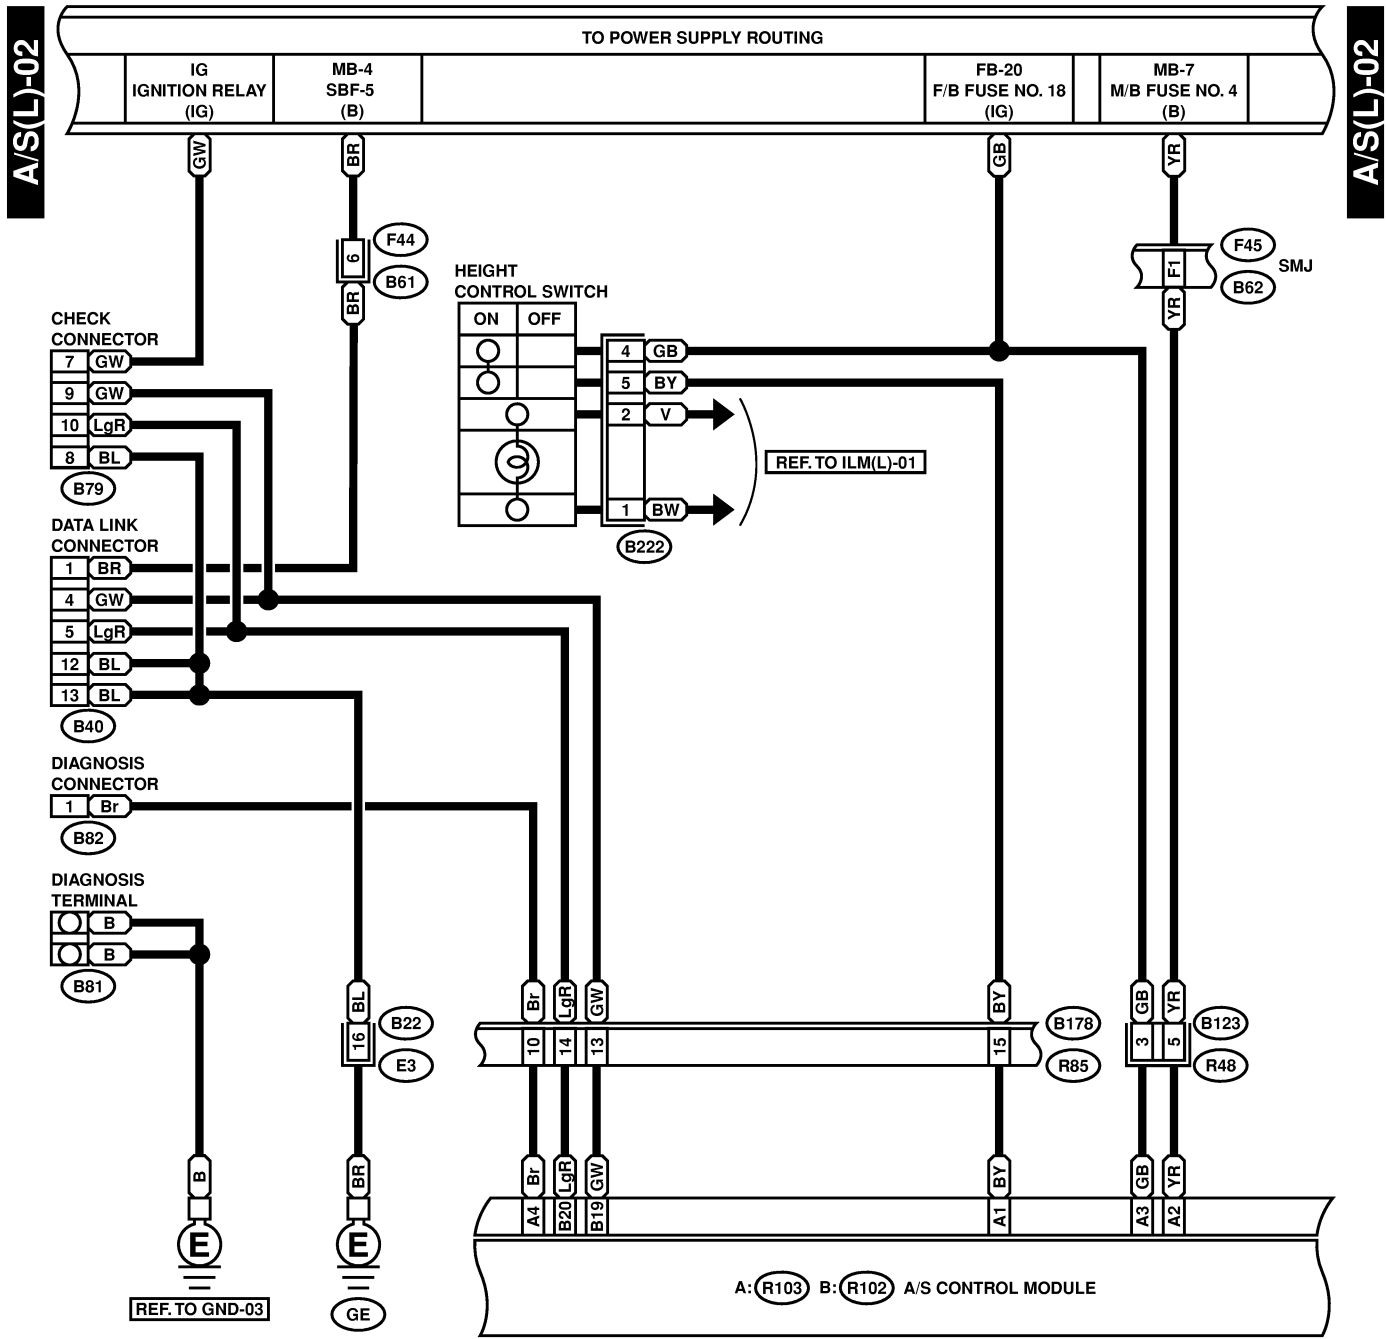 A/S(L)-02
A/S(L)-02
TO POWER SUPPLY ROUTING
IG
IGNITION RELAY
(IG)
MB-4
SBF-5
(B)
FB-20
F/B FUSE NO. 18
(IG)
MB-7
M/B FUSE NO. 4
(B)
GW
BR
GB
YR
6
F44
B61
BR
F1
F45
B62
SMJ
YR
HEIGHT
CONTROL SWITCH
ON
OFF
4 GB
5 BY
2 V
1 BW
B222
REF. TO ILM(L)-01
CHECK
CONNECTOR
7 GW
9 GW
10 LgR
8 BL
B79
DATA LINK
CONNECTOR
1 BR
4 GW
5 LgR
12 BL
13 BL
B40
DIAGNOSIS
CONNECTOR
1 Br
B82
DIAGNOSIS
TERMINAL
B
B
B81
BL
16
B22
E3
Br
LgR
GW
BY
GB
YR
10
14
13
15
B178
R85
3
5
B123
R48
B
BR
Br
LgR
GW
BY
GB
YR
A4
B20
B19
A1
A3
A2
E
E
REF. TO GND-03
GE
A: R103 B: R102 A/S CONTROL MODULE